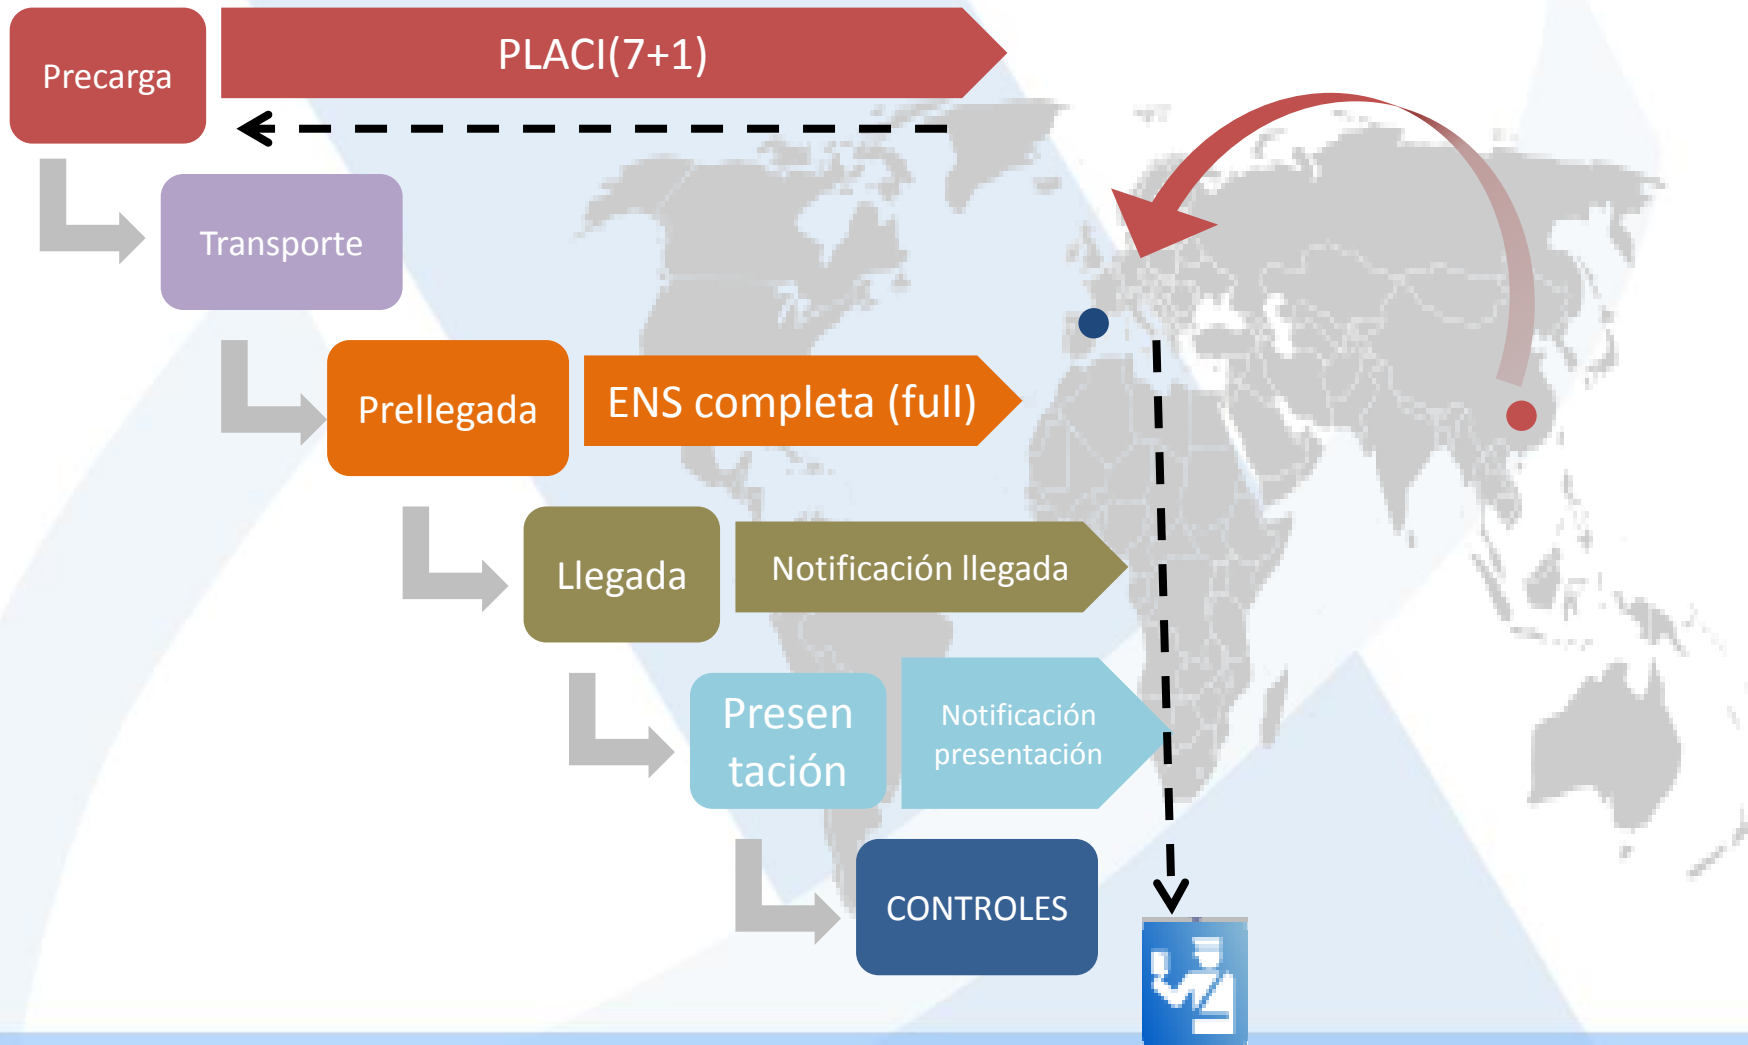 Precarga
PLACI(7+1)
Transporte
Prellegada
ENS completa (full)
Llegada
Notificación llegada
Presen
tación
Notificación
presentación
CONTROLES